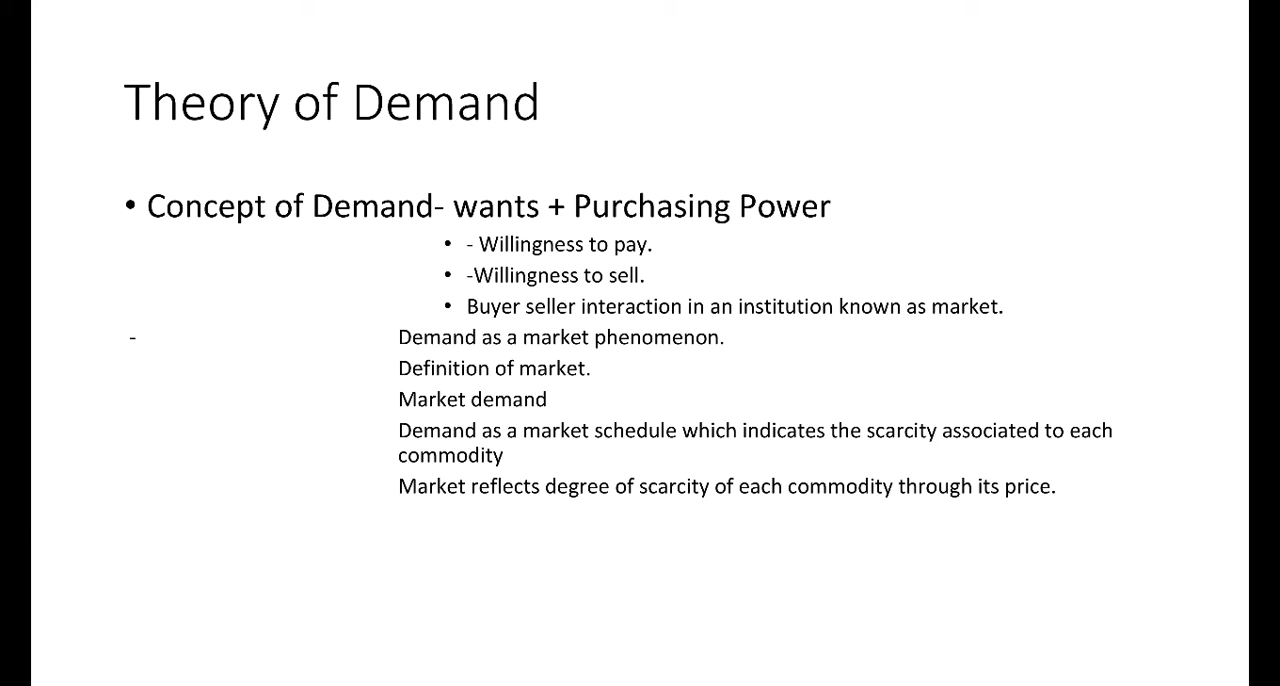 Theory of Demand
• Concept of Demand- wants + Purchasing Power
• - Willingness to pay.
• -Willingness to sell.
• Buyer seller interaction in an institution known as market.
- Demand as a market phenomenon.
Definition of market.
Market demand
Demand as a market schedule which indicates the scarcity associated to each
commodity
Market reflects degree of scarcity of each commodity through its price.